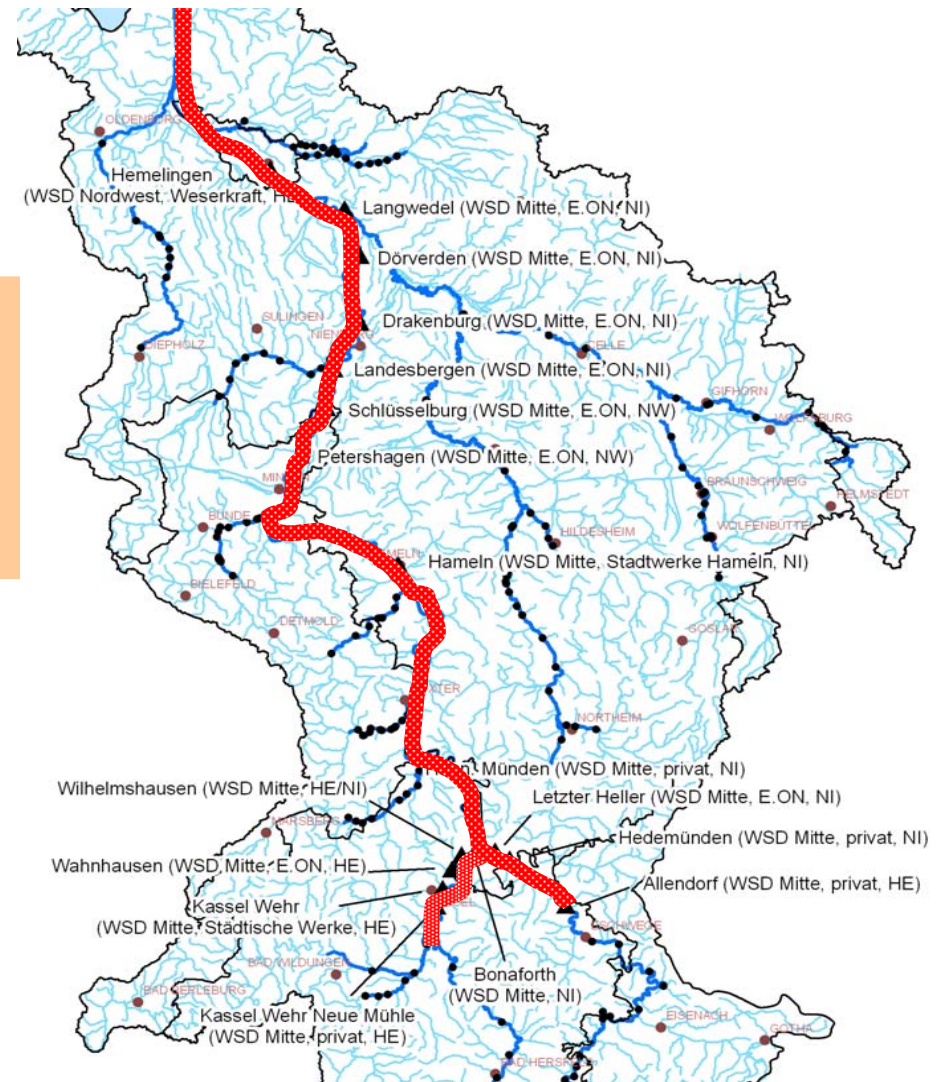 OLDENBURG
Hemelingen
(WSD Nordwest, Weserkraft, H
Langwedel (WSD Mitte, E.ON, NI)
Dörverden (WSD Mitte, E.ON, NI)
SULINGEN
Drakenburg (WSD Mitte, E.ON, NI)
DIEPHOLZ
CELLE
Landesbergen (WSD Mitte, E.ON, NI)
GIFHORN
Schlüsselburg (WSD Mitte, E.ON, NW)
WOLFSBURG
Petershagen (WSD Mitte, E.ON, NW)
BRAUNSCHWEIG
HELMSTEDT
BÜNDE
HILDESHEIM
WOLFENBÜTTEL
Hameln (WSD Mitte, Stadtwerke Hameln, NI)
BIELEFELD
DETMOLD
GOSLAR
NORTHEIM
Münden (WSD Mitte, privat, NI)
Wilhelmshausen (WSD Mitte, HE/NI)
Letzter Heller (WSD Mitte, E.ON, NI)
MARSBERG
Hedemünden (WSD Mitte, privat, NI)
Wahnhausen (WSD Mitte, E.ON, HE)
Allendorf (WSD Mitte, privat, HE)
Kassel Wehr
(WSD Mitte, Städtische Werke, HE)
ESCHWEGE
BAD WILDUNGEN
Bonaforth
(WSD Mitte, NI)
BAD BERLEBURG
Kassel Wehr Neue Mühle
(WSD Mitte, privat, HE)
EISENACH
GOTHA
BAD HERSFELD